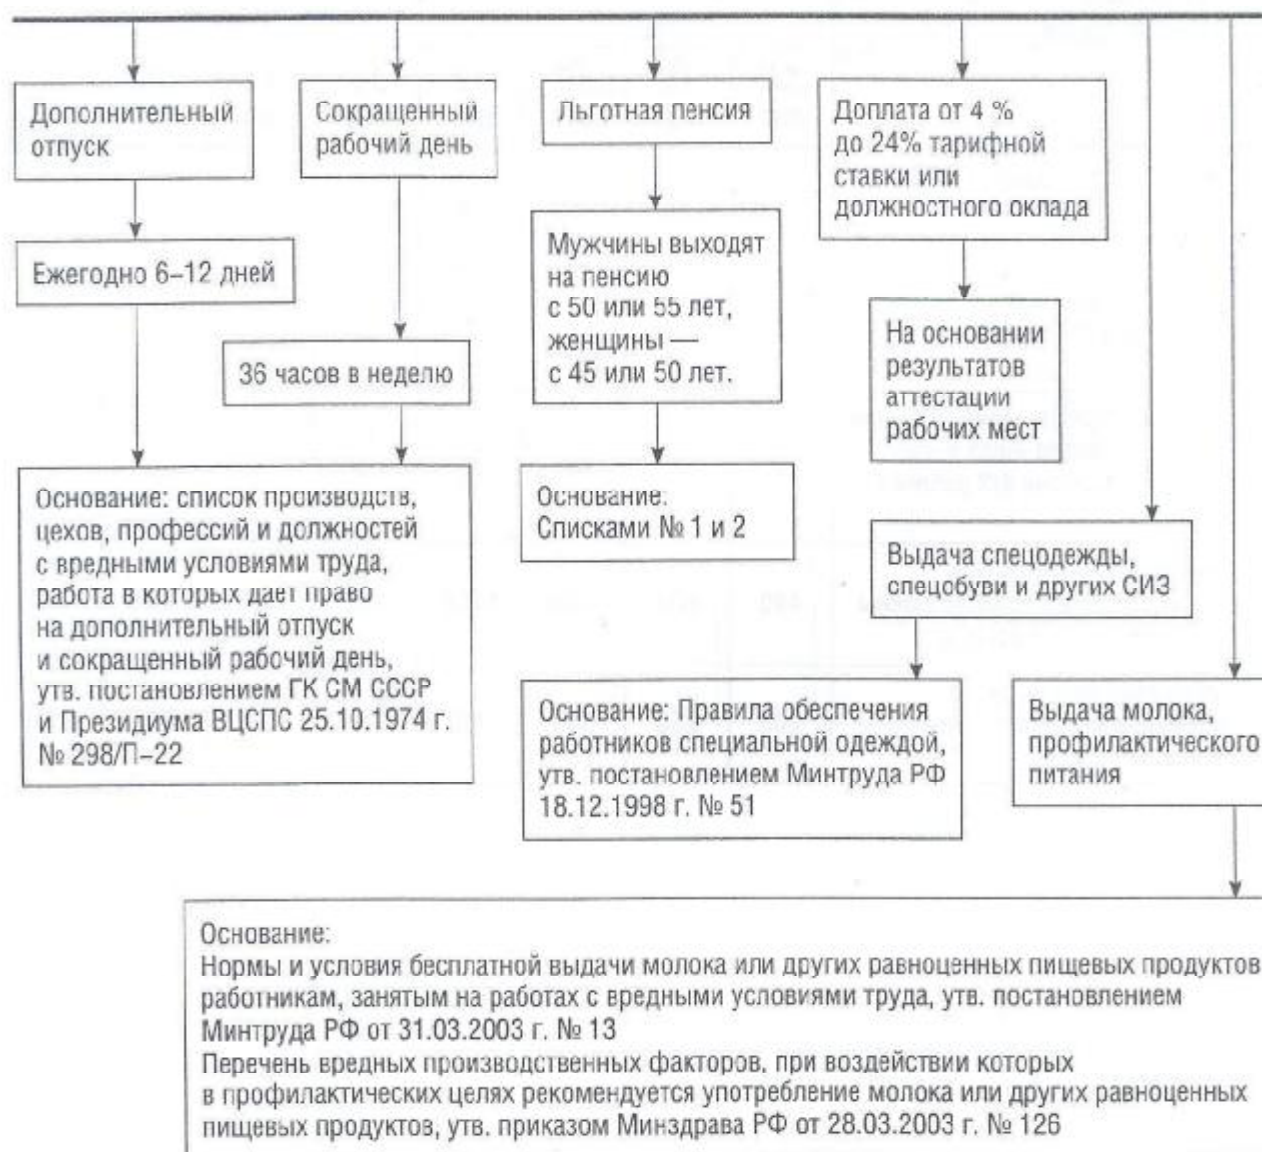 Дополнительный
отпуск
Сокращенный
рабочий день
Льготная пенсия
Доплата от 4 %
до 24% тарифной
ставки или
должностного оклада
Ежегодно 6–12 дней
36 часов в неделю
Мужчины выходят
на пенсию
с 50 или 55 лет,
женщины —
с 45 или 50 лет.
На основании
результатов
аттестации
рабочих мест
Основание: список производств,
цехов, профессий и должностей
с вредными условиями труда,
работа в которых дает право
на дополнительный отпуск
и сокращенный рабочий день,
утв. постановлением ГК СМ СССР
и Президиума ВЦСПС 25.10.1974 г.
№ 298/П–22
Основание:
Списками № 1 и 2
Выдача спецодежды,
спецобуви и других СИЗ
Основание: Правила обеспечения
работников специальной одеждой,
утв. постановлением Минтруда РФ
18.12.1998 г. № 51
Выдача молока,
профилактического
питания
Основание:
Нормы и условия бесплатной выдачи молока или других равноценных пищевых продуктов
работникам, занятым на работах с вредными условиями труда, утв. постановлением
Минтруда РФ от 31.03.2003 г. № 13
Перечень вредных производственных факторов, при воздействии которых
в профилактических целях рекомендуется употребление молока или других равноценных
пищевых продуктов, утв. приказом Минздрава РФ от 28.03.2003 г. № 126